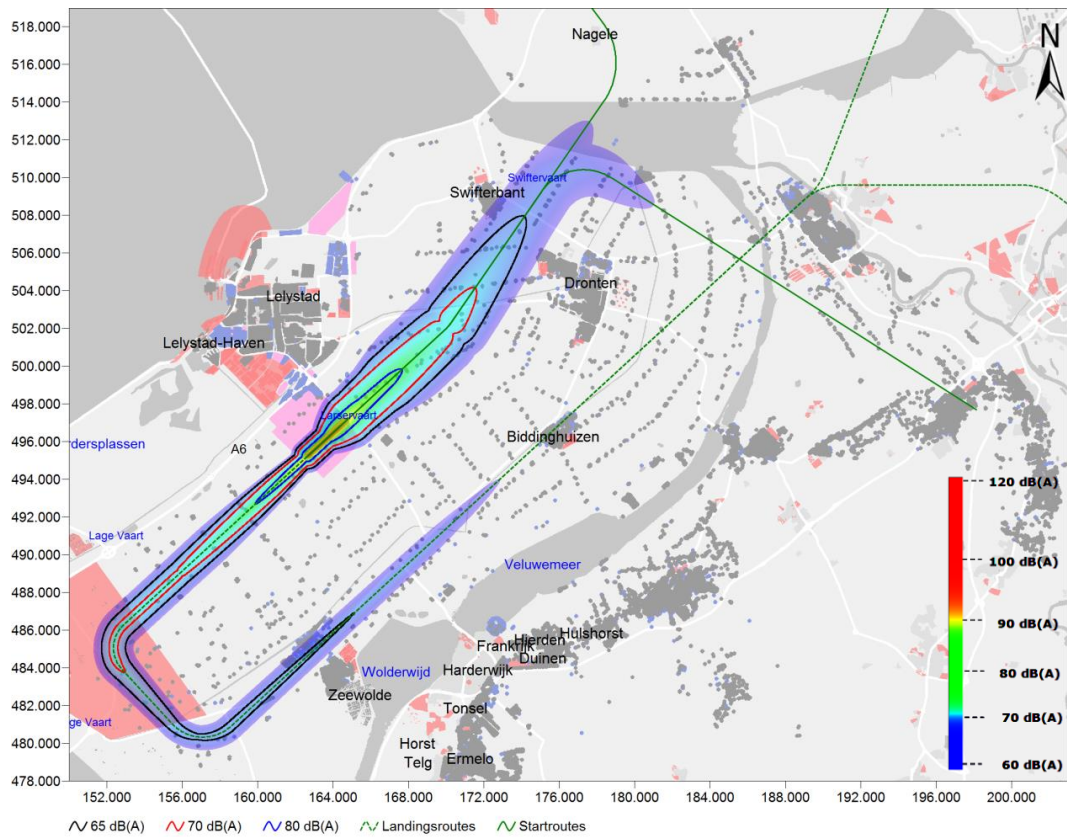 518.000
516.000
514.000
512.000
510.000
508.000
506.000
504.000
502.000
500.000
498.000
496.000
494.000
492.000
490.000
488.000
486.000
484.000
482.000
480.000
478.000
Nagele
N
Swiftervaart
Swifterbant
Lelystad
Dronten
Lelystad-Haven
Larservaart
Biddinghuizen
rdersplassen
A6
Lage Vaart
Veluwemeer
Frankrijk
Hierden
Hulshorst
Duinen
Wolderwijd
Harderwijk
Zeewolde
Tonsel
ge Vaart
Horst
Telg
Ermelo
120 dB(A)
100 dB(A)
90 dB(A)
80 dB(A)
70 dB(A)
60 dB(A)
152.000 156.000 160.000 164.000 168.000 172.000 176.000 180.000 184.000 188.000 192.000 196.000 200.000
65 dB(A) 70 dB(A) 80 dB(A) Landingsroutes Startroutes